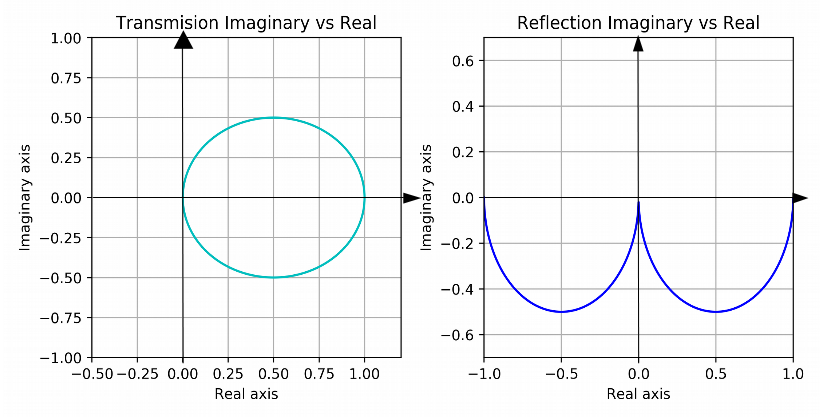 Transmision Imaginary vs Real
1.00
0.75
0.50
0.25
0.00
−0.25
−0.50
−0.75
−1.00
Imaginary axis
−0.50 −0.25 0.00 0.25 0.50 0.75 1.00
Real axis
Reflection Imaginary vs Real
0.6
0.4
0.2
0.0
−0.2
−0.4
−0.6
Imaginary axis
−1.0 −0.5 0.0 0.5 1.0
Real axis